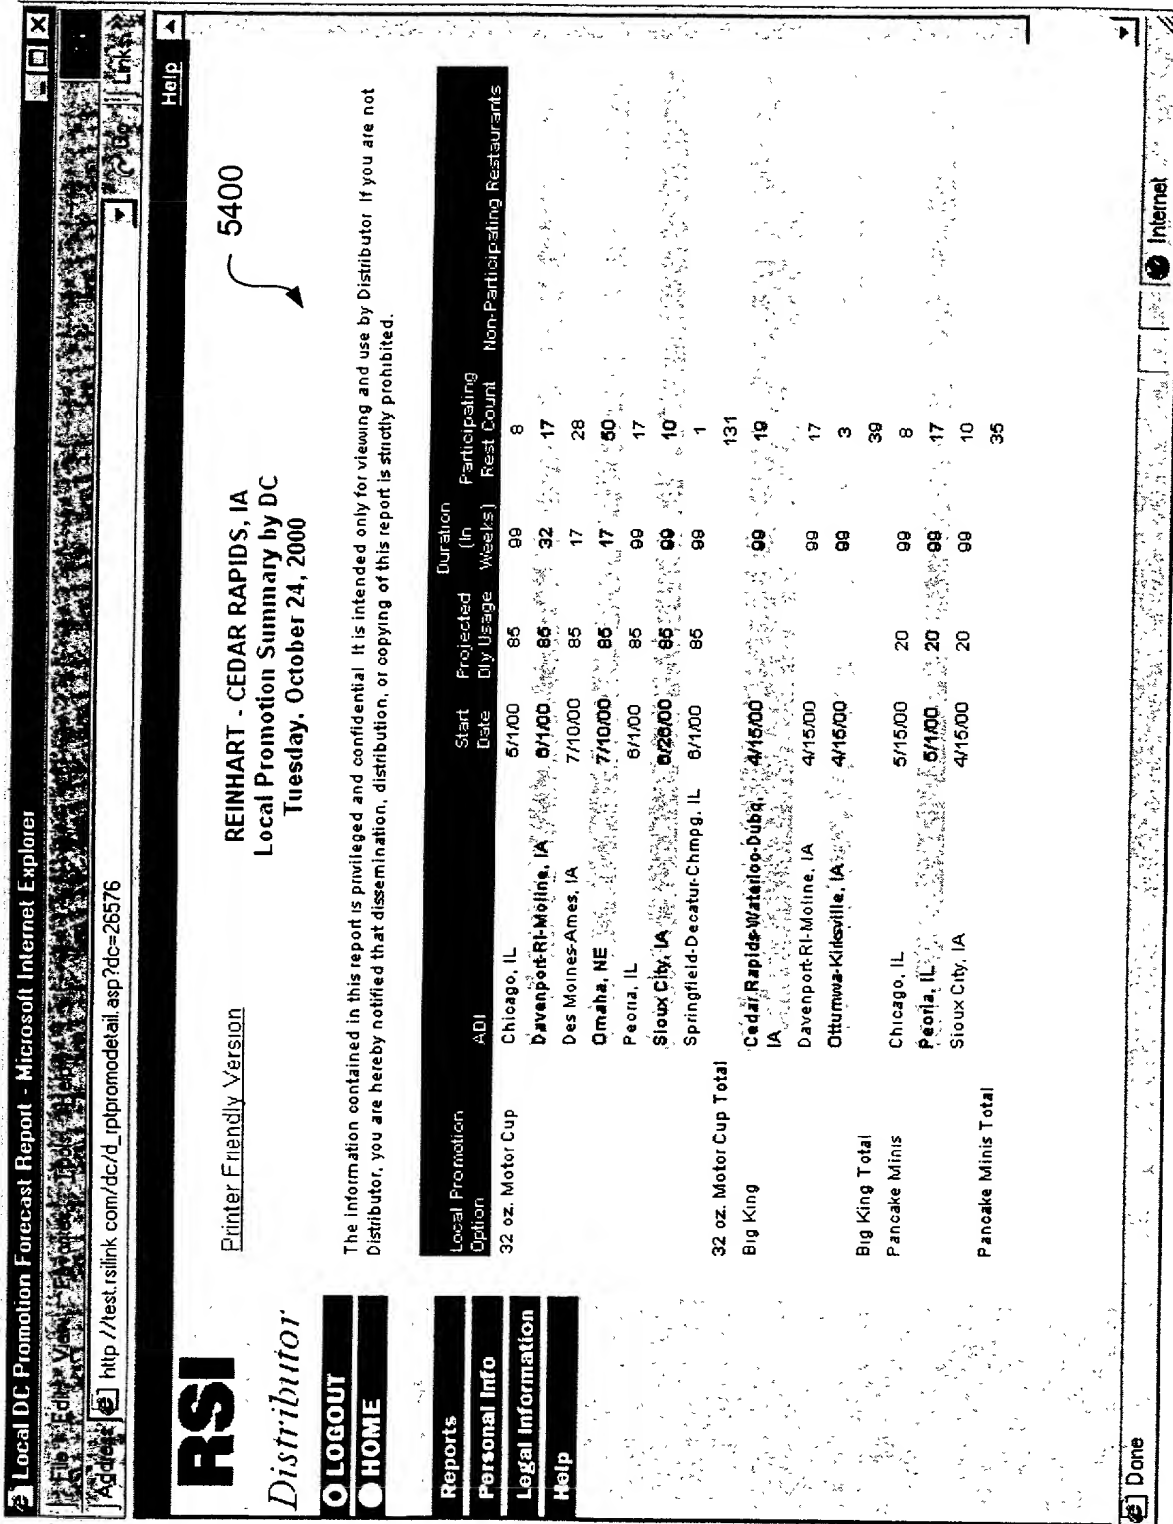 Local DC Promotion Forecast Report - Microsoft Internet Explorer
File Edit View Favorites Tools Help
Address http //test.rsilink com/dc/d_rptpromodetail.asp?dc=26576 Go Links »
Help
RSI
Distributor
LOGOUT
HOME
Reports
Personal Info
Legal Information
Help
Printer Friendly Version
REINHART - CEDAR RAPIDS, IA
Local Promotion Summary by DC
Tuesday, October 24, 2000
5400
The information contained in this report is privileged and confidential It is intended only for viewing and use by Distributor If you are not
Distributor, you are hereby notified that dissemination, distribution, or copying of this report is strictly prohibited.
Local Promotion Option ADI Start Date Projected Dly Usage Duration (In Weeks) Participating Rest Count Non-Participating Restaurants
32 oz. Motor Cup Chicago, IL 5/1/00 85 99 8
Davenport-RI-Moline, IA 6/1/00 85 32 17
Des Moines-Ames, IA 7/10/00 85 17 28
Omaha, NE 7/10/00 85 17 50
Peoria, IL 6/1/00 85 99 17
Sioux City, IA 6/26/00 85 99 10
Springfield-Decatur-Chmpg, IL 6/1/00 85 99 1
32 oz. Motor Cup Total 131
Big King Cedar Rapids-Waterloo-Dubq, 4/15/00 99 19
IA
Davenport-RI-Moline, IA 4/15/00 99 17
Ottumwa-Kirksville, IA 4/15/00 99 3
Big King Total 39
Pancake Minis Chicago, IL 5/15/00 20 99 8
Peoria, IL 5/1/00 20 99 17
Sioux City, IA 4/15/00 20 99 10
Pancake Minis Total 35
Done Internet